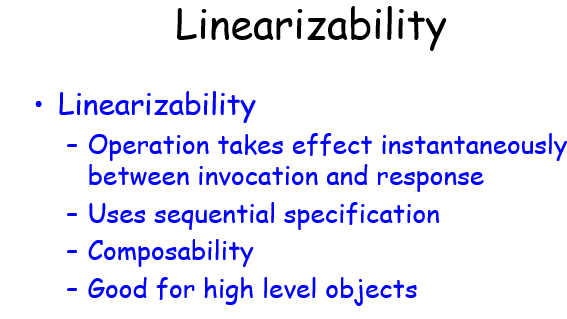 Linearizability
• Linearizability
– Operation takes effect instantaneously
between invocation and response
– Uses sequential specification
– Composability
– Good for high level objects